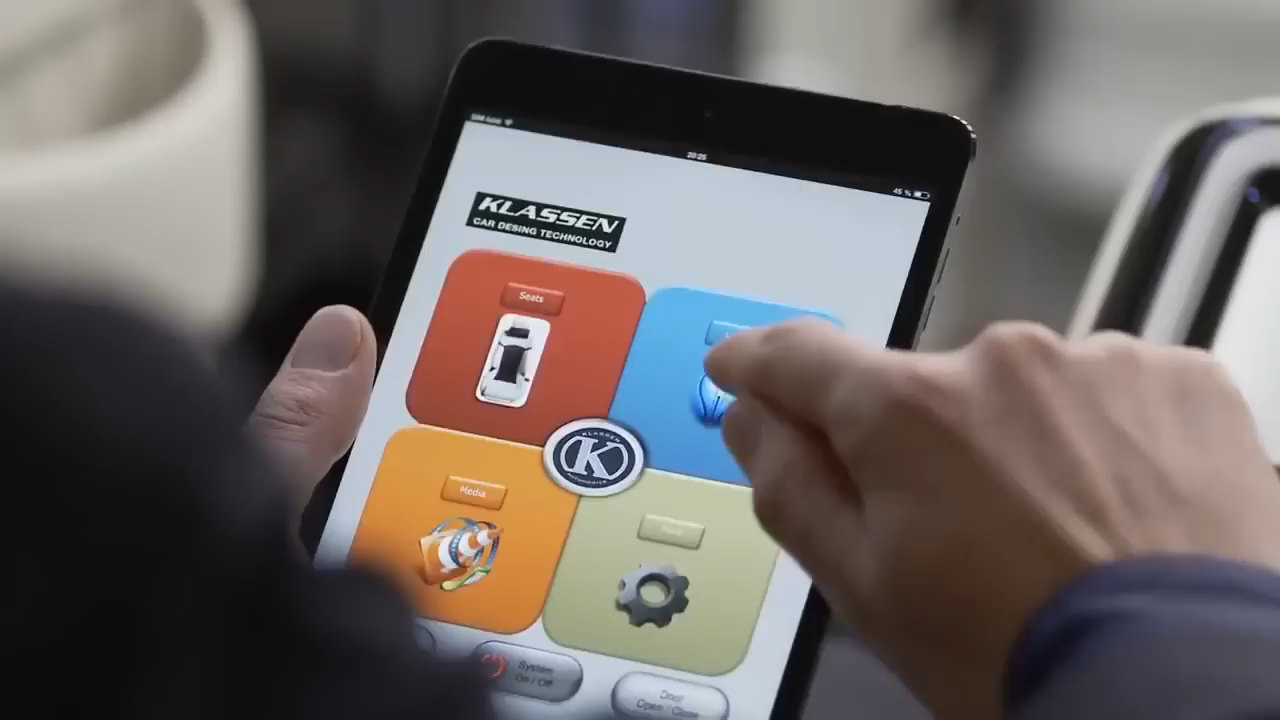 20:25
45 %
KLASSEN
CAR DESING TECHNOLOGY
Seats
KLASSEN
K
Media
System
On / Off
Door
Open / Close